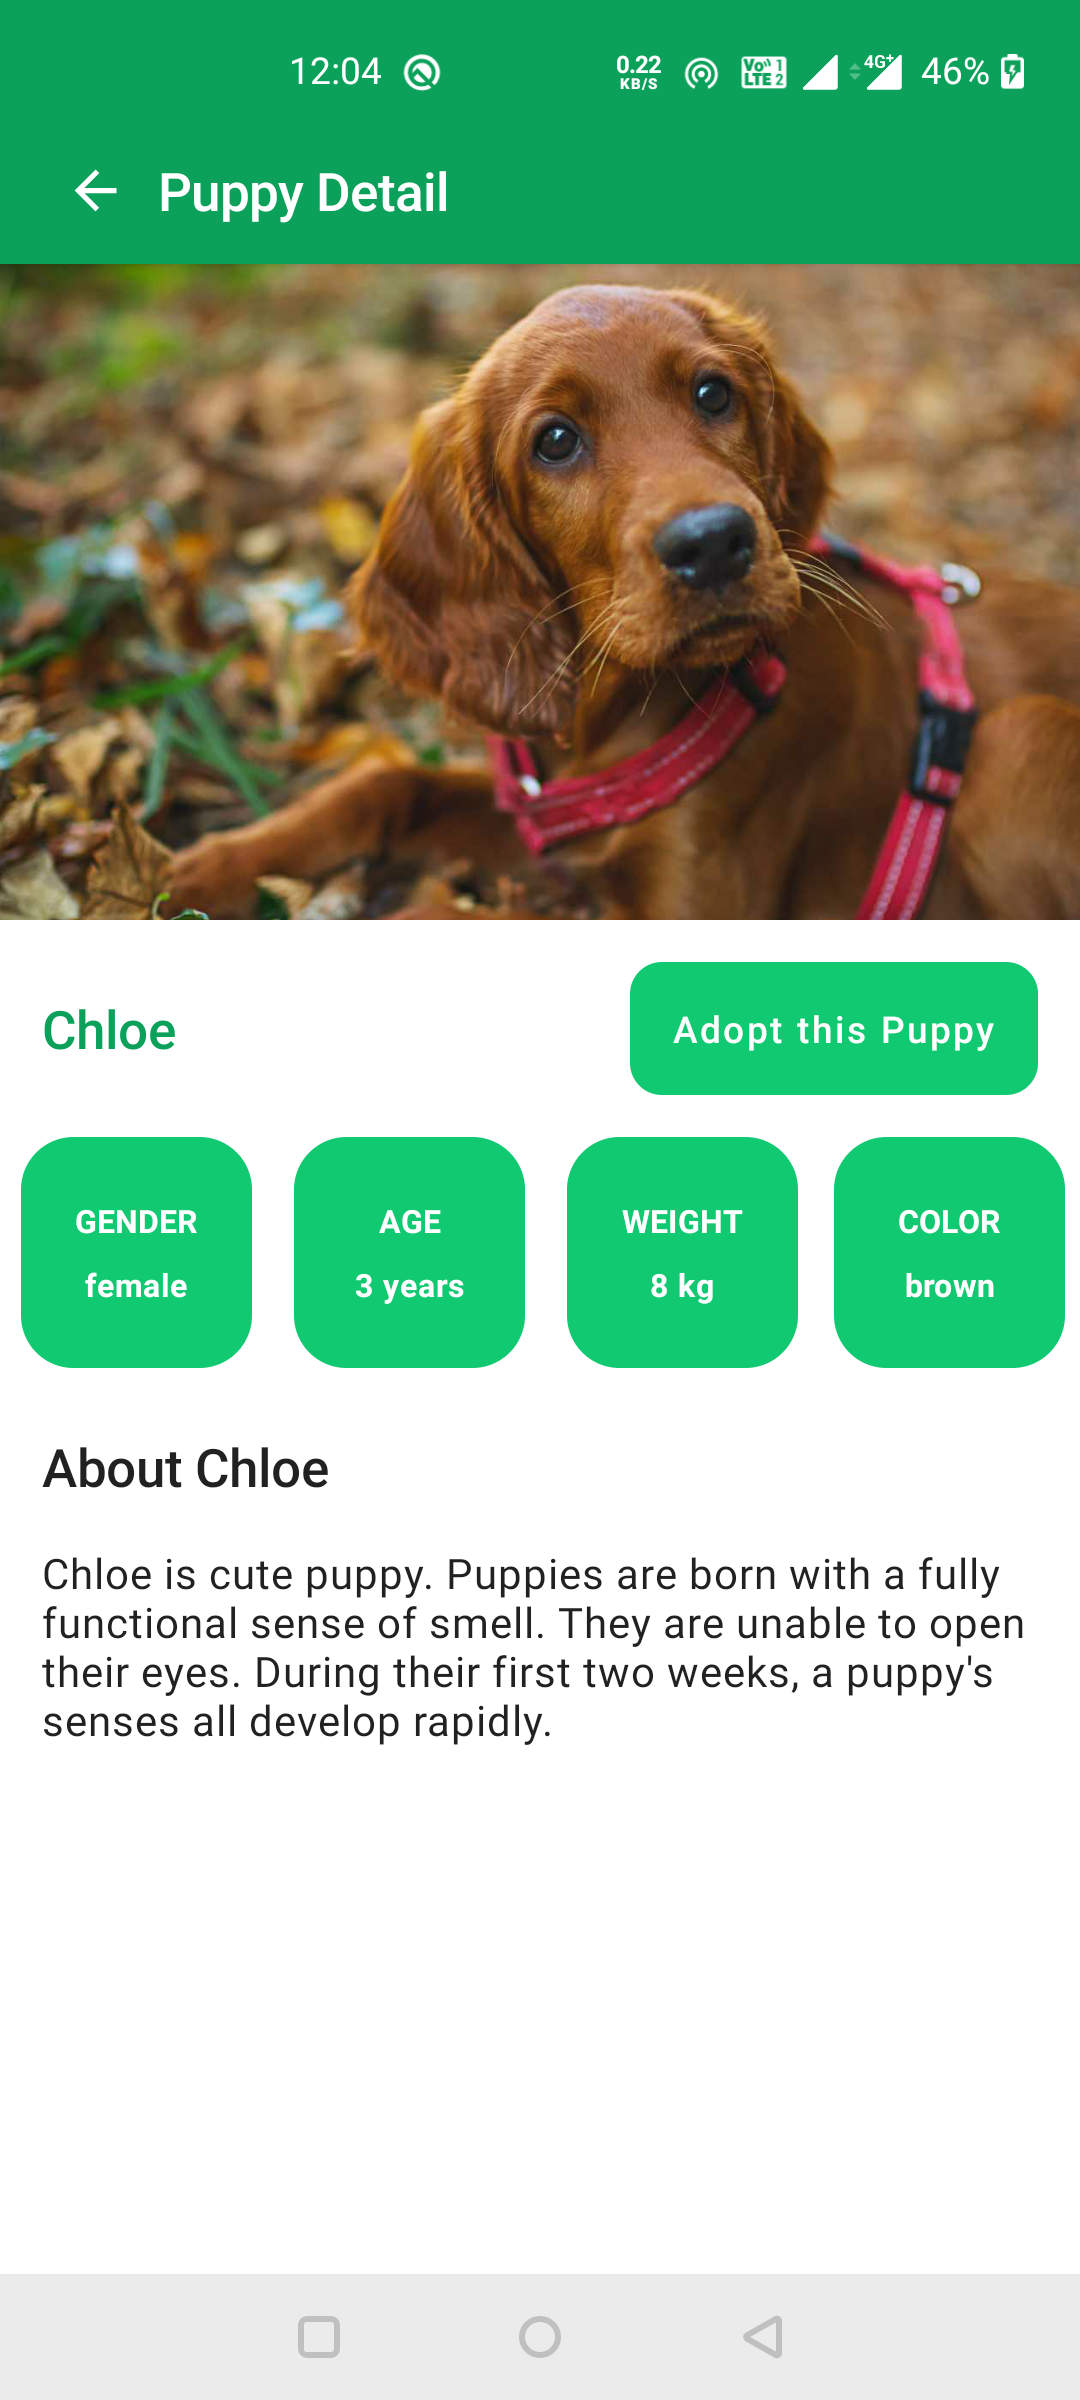 12:04 0.22 KB/S VoLTE 1 2 4G+ 46%
Puppy Detail
Chloe
Adopt this Puppy
GENDER AGE WEIGHT COLOR
female 3 years 8 kg brown
About Chloe
Chloe is cute puppy. Puppies are born with a fully
functional sense of smell. They are unable to open
their eyes. During their first two weeks, a puppy's
senses all develop rapidly.